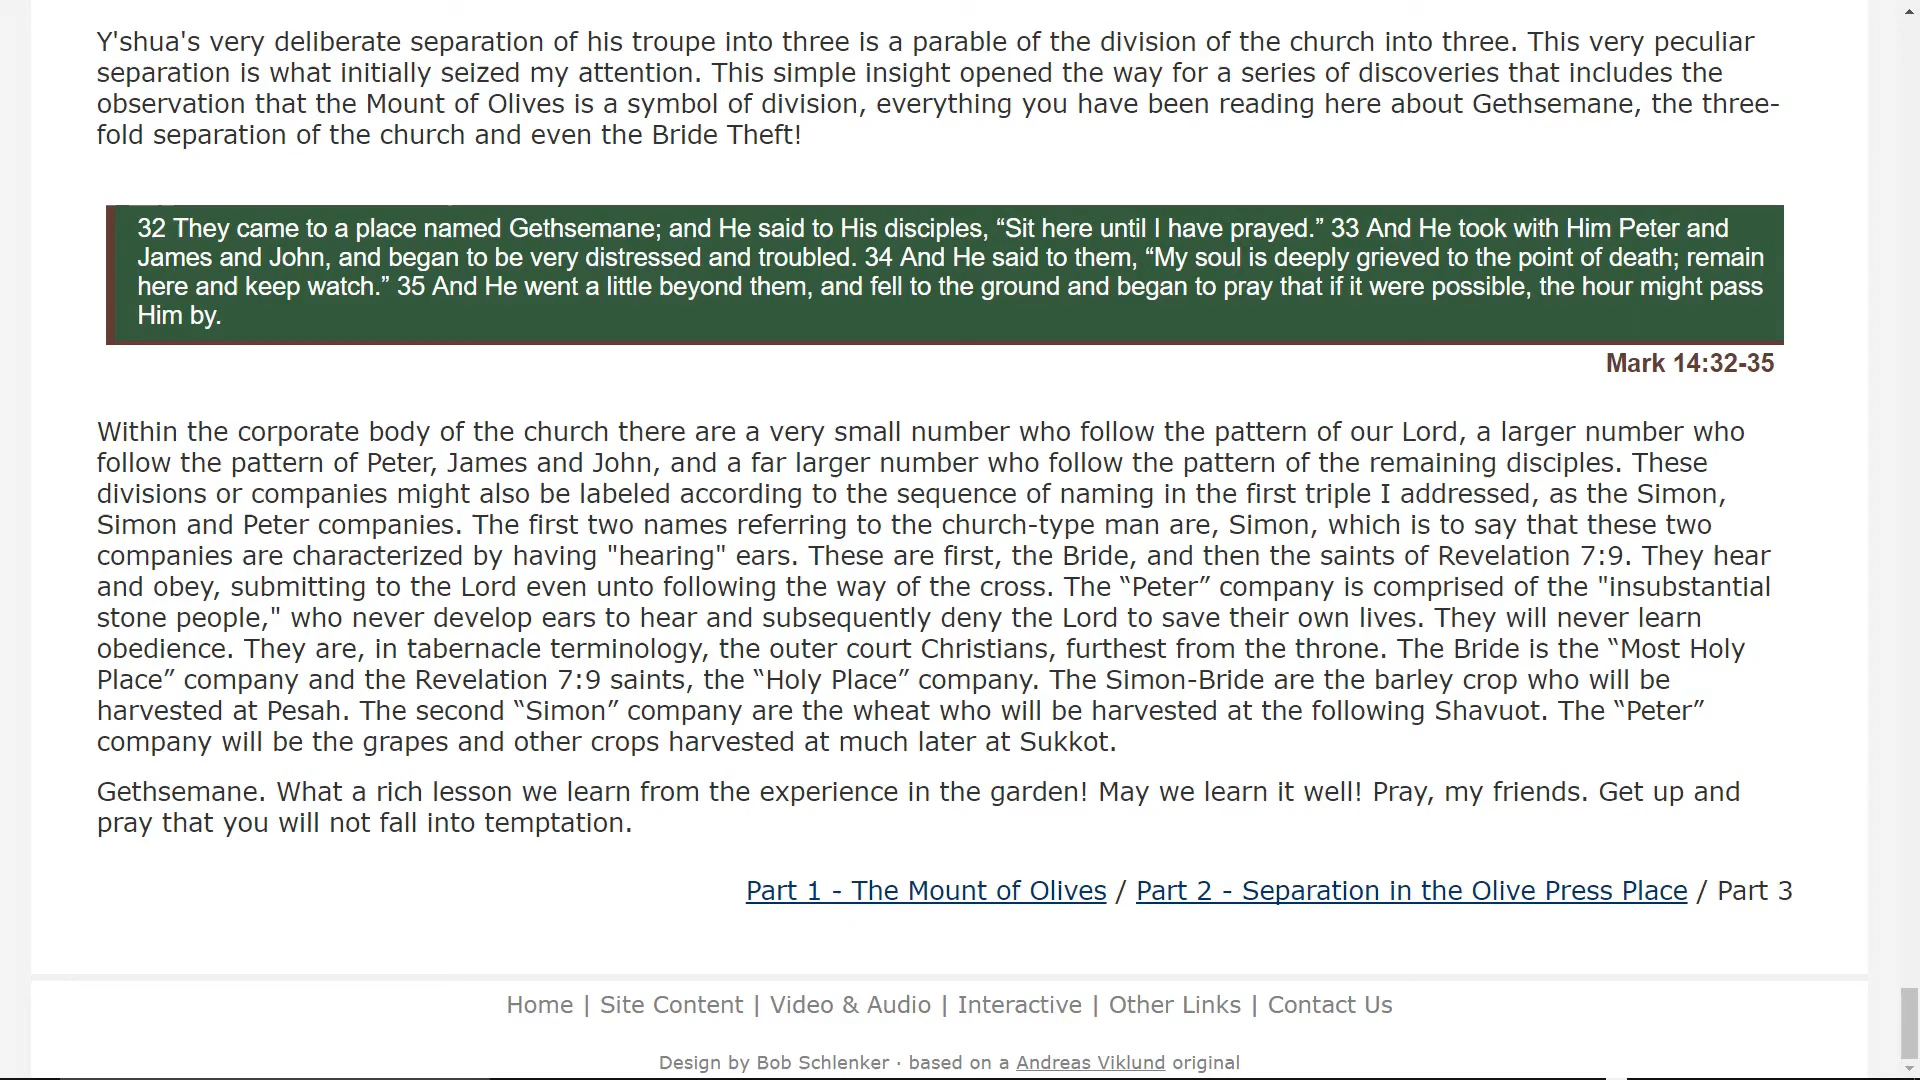 Y'shua's very deliberate separation of his troupe into three is a parable of the division of the church into three. This very peculiar
separation is what initially seized my attention. This simple insight opened the way for a series of discoveries that includes the
observation that the Mount of Olives is a symbol of division, everything you have been reading here about Gethsemane, the three-
fold separation of the church and even the Bride Theft!
32 They came to a place named Gethsemane; and He said to His disciples, “Sit here until I have prayed.” 33 And He took with Him Peter and
James and John, and began to be very distressed and troubled. 34 And He said to them, “My soul is deeply grieved to the point of death; remain
here and keep watch.” 35 And He went a little beyond them, and fell to the ground and began to pray that if it were possible, the hour might pass
Him by.
Mark 14:32-35
Within the corporate body of the church there are a very small number who follow the pattern of our Lord, a larger number who
follow the pattern of Peter, James and John, and a far larger number who follow the pattern of the remaining disciples. These
divisions or companies might also be labeled according to the sequence of naming in the first triple I addressed, as the Simon,
Simon and Peter companies. The first two names referring to the church-type man are, Simon, which is to say that these two
companies are characterized by having "hearing" ears. These are first, the Bride, and then the saints of Revelation 7:9. They hear
and obey, submitting to the Lord even unto following the way of the cross. The “Peter” company is comprised of the "insubstantial
stone people," who never develop ears to hear and subsequently deny the Lord to save their own lives. They will never learn
obedience. They are, in tabernacle terminology, the outer court Christians, furthest from the throne. The Bride is the “Most Holy
Place” company and the Revelation 7:9 saints, the “Holy Place” company. The Simon-Bride are the barley crop who will be
harvested at Pesah. The second “Simon” company are the wheat who will be harvested at the following Shavuot. The “Peter”
company will be the grapes and other crops harvested at much later at Sukkot.
Gethsemane. What a rich lesson we learn from the experience in the garden! May we learn it well! Pray, my friends. Get up and
pray that you will not fall into temptation.
Part 1 - The Mount of Olives / Part 2 - Separation in the Olive Press Place / Part 3
Home | Site Content | Video & Audio | Interactive | Other Links | Contact Us
Design by Bob Schlenker · based on a Andreas Viklund original